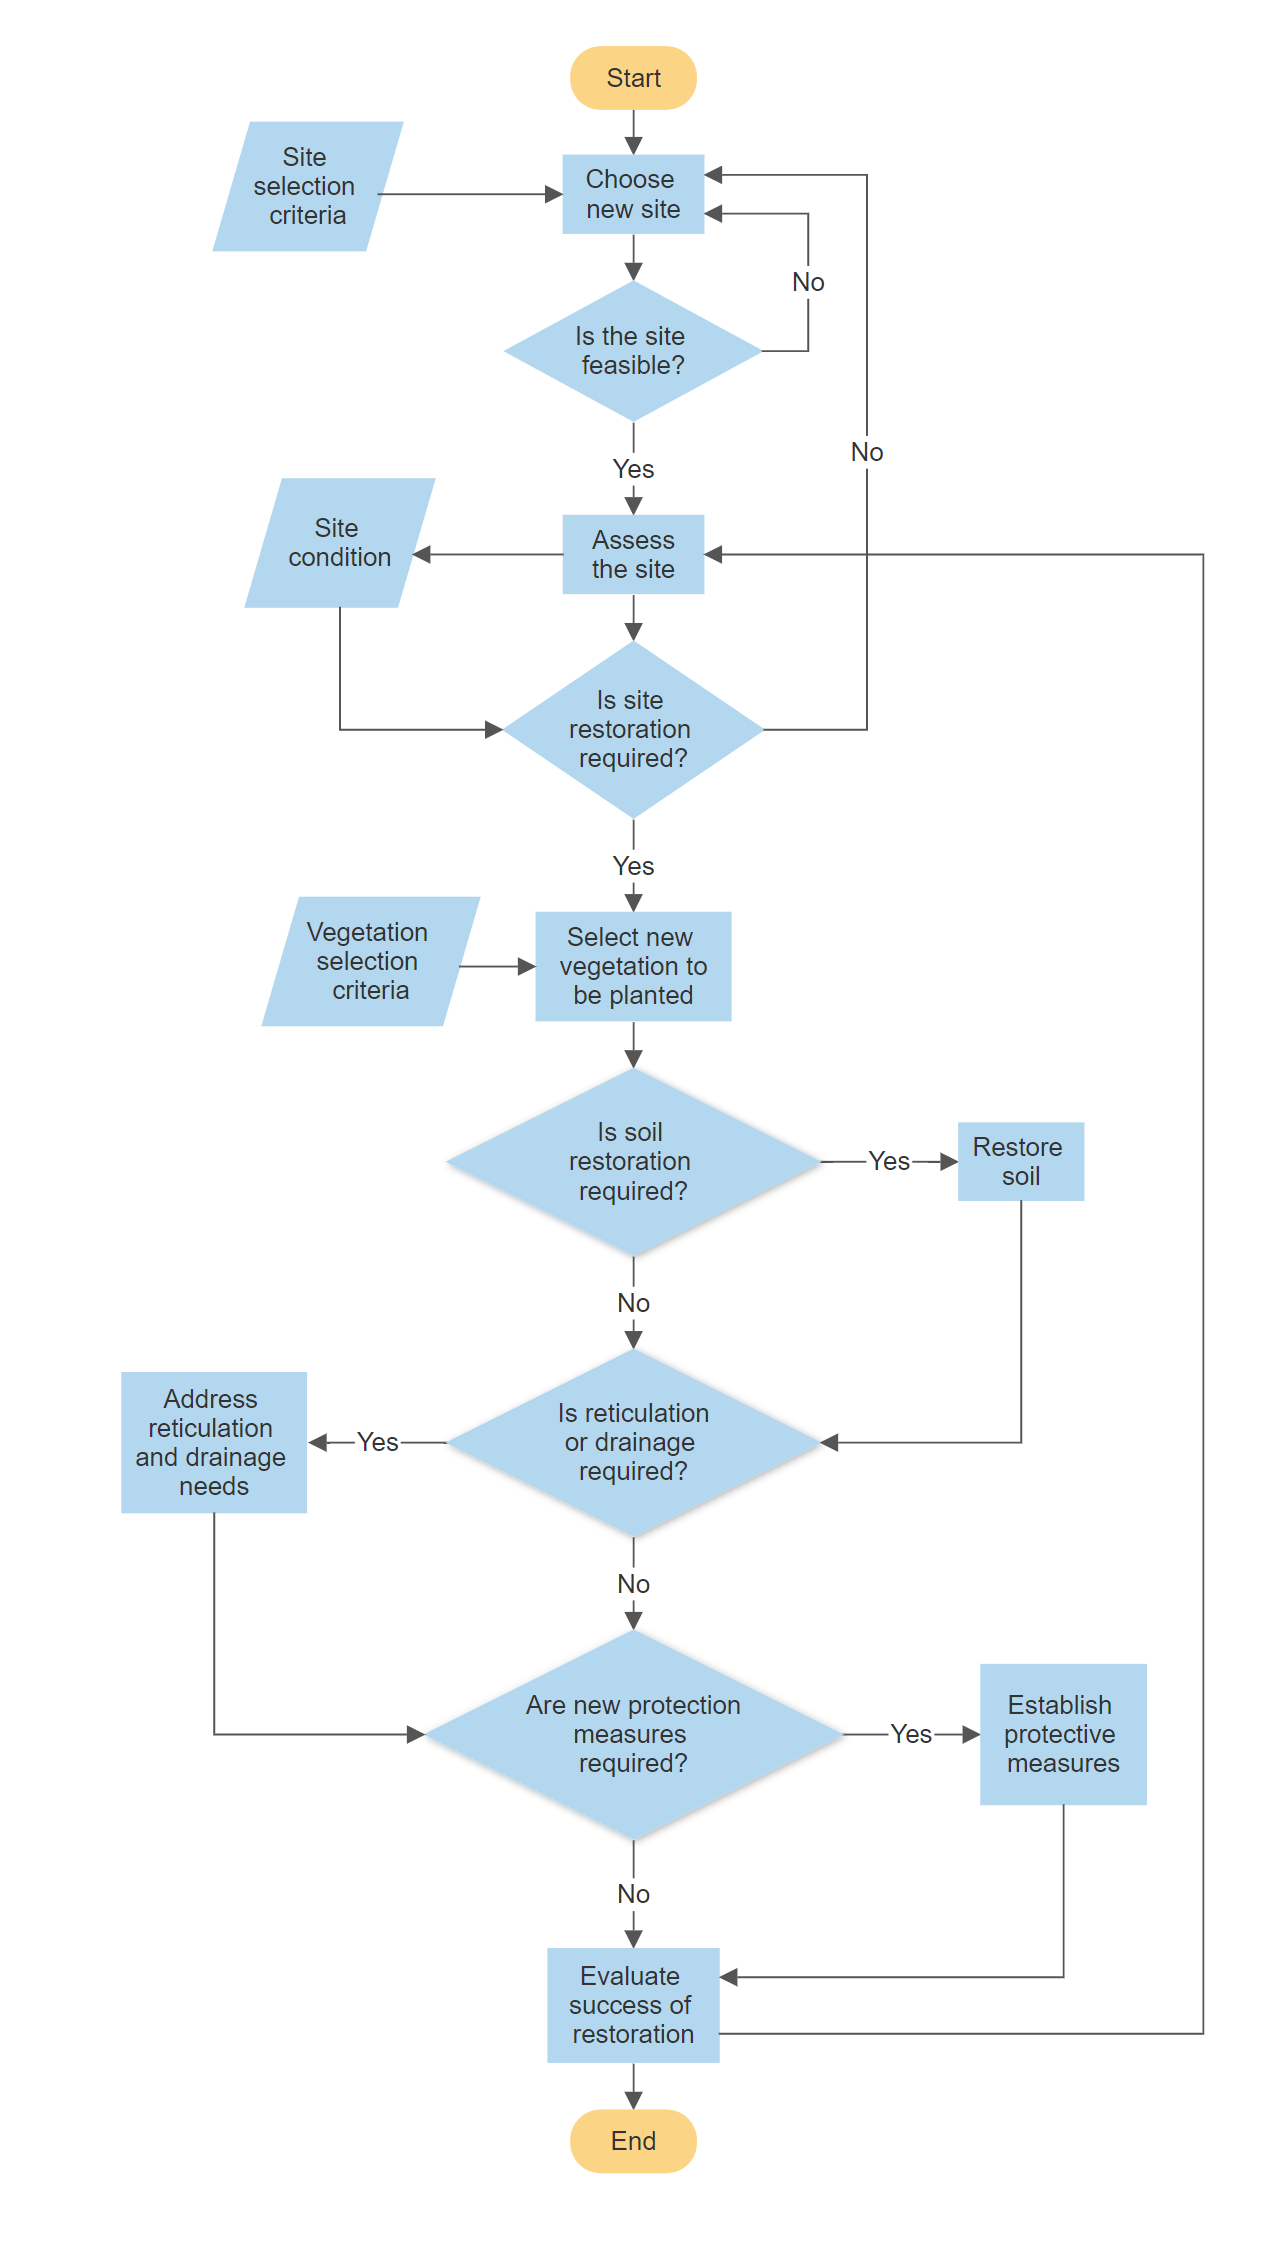 Start
Site
selection
criteria
Choose
new site
No
Is the site
feasible?
No
Yes
Site
condition
Assess
the site
Is site
restoration
required?
Yes
Vegetation
selection
criteria
Select new
vegetation to
be planted
Is soil
restoration
required?
Yes
Restore
soil
No
Address
reticulation
and drainage
needs
Yes
Is reticulation
or drainage
required?
No
Are new protection
measures
required?
Yes
Establish
protective
measures
No
Evaluate
success of
restoration
End